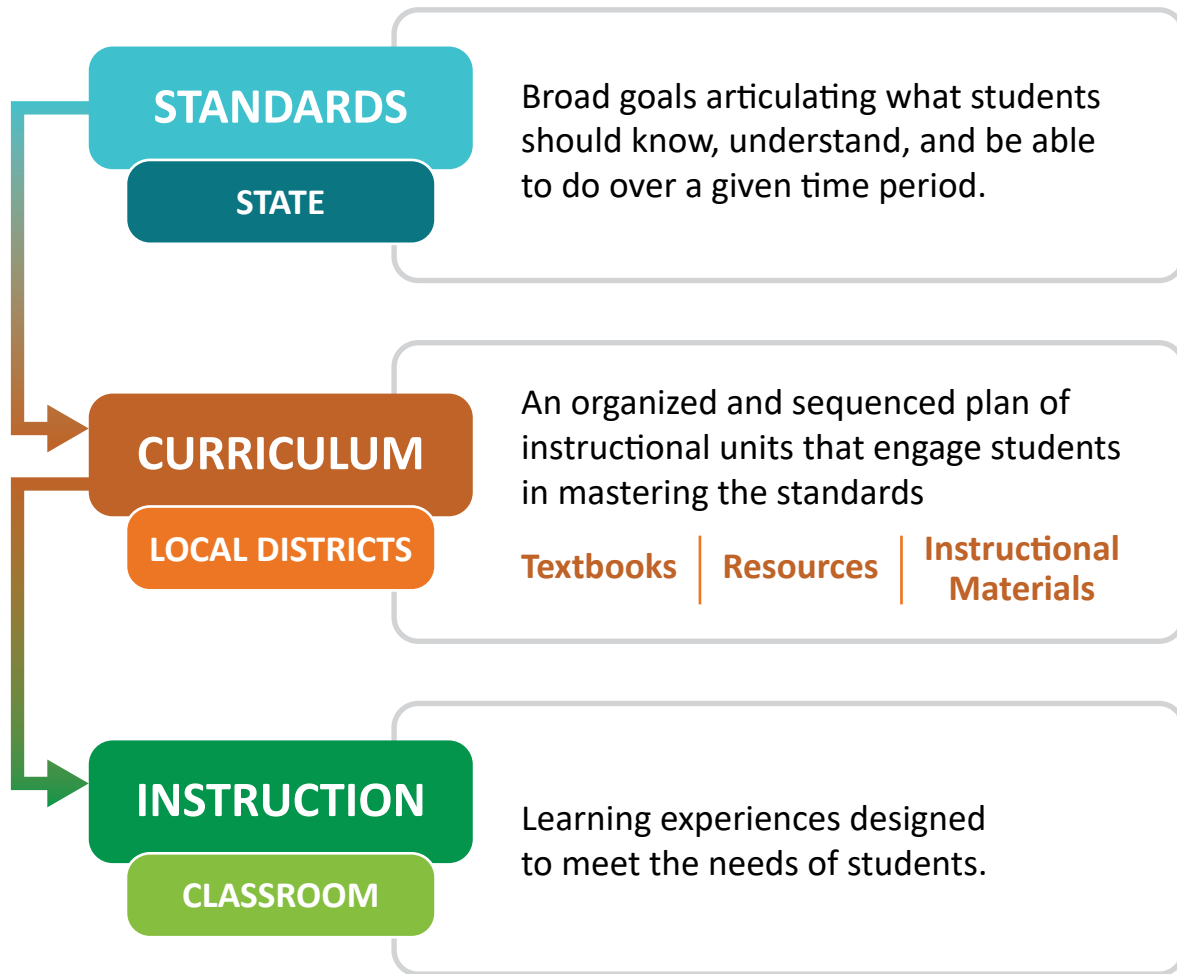 STANDARDS
STATE
Broad goals articulating what students
should know, understand, and be able
to do over a given time period.
CURRICULUM
LOCAL DISTRICTS
An organized and sequenced plan of
instructional units that engage students
in mastering the standards
Textbooks
Resources
Instructional
Materials
INSTRUCTION
CLASSROOM
Learning experiences designed
to meet the needs of students.